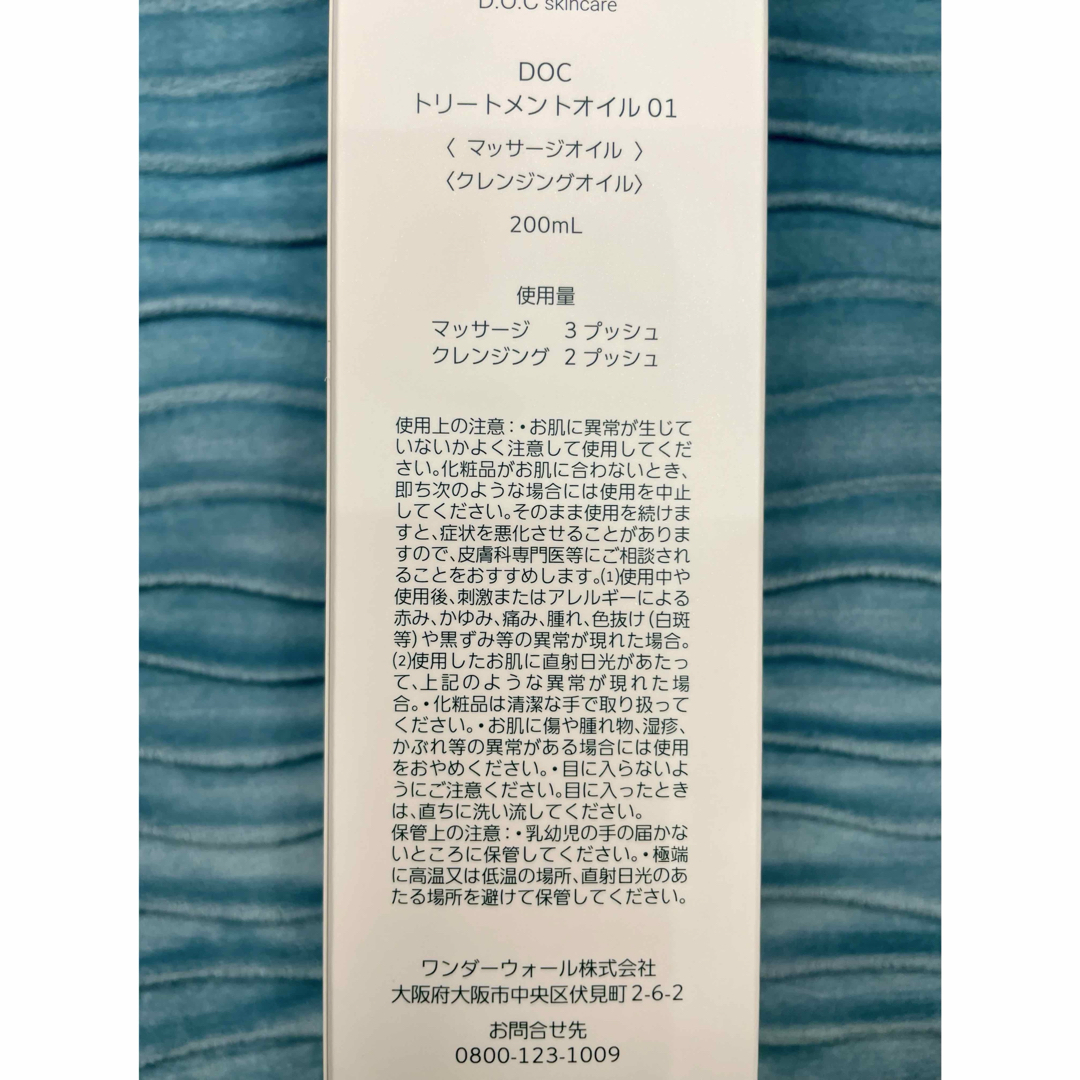 D.O.C skincare
DOC
トリートメントオイル 01
〈 マッサージオイル 〉
〈クレンジングオイル〉
200mL
使用量
マッサージ 3 プッシュ
クレンジング 2 プッシュ
使用上の注意：・お肌に異常が生じて
いないかよく注意して使用してくだ
さい。化粧品がお肌に合わないとき、
即ち次のような場合には使用を中止
してください。そのまま使用を続けま
すと、症状を悪化させることがありま
すので、皮膚科専門医等にご相談され
ることをおすすめします。⑴使用中や
使用後、刺激またはアレルギーによる
赤み、かゆみ、痛み、腫れ、色抜け（白斑
等）や黒ずみ等の異常が現れた場合。
⑵使用したお肌に直射日光があたっ
て、上記のような異常が現れた場
合。・化粧品は清潔な手で取り扱って
ください。・お肌に傷や腫れ物、湿疹、
かぶれ等の異常がある場合には使用
をおやめください。・目に入らないよ
うにご注意ください。目に入ったとき
は、直ちに洗い流してください。
保管上の注意：・乳幼児の手の届かな
いところに保管してください。・極端
に高温又は低温の場所、直射日光のあ
たる場所を避けて保管してください。
ワンダーウォール株式会社
大阪府大阪市中央区伏見町 2-6-2
お問合せ先
0800-123-1009